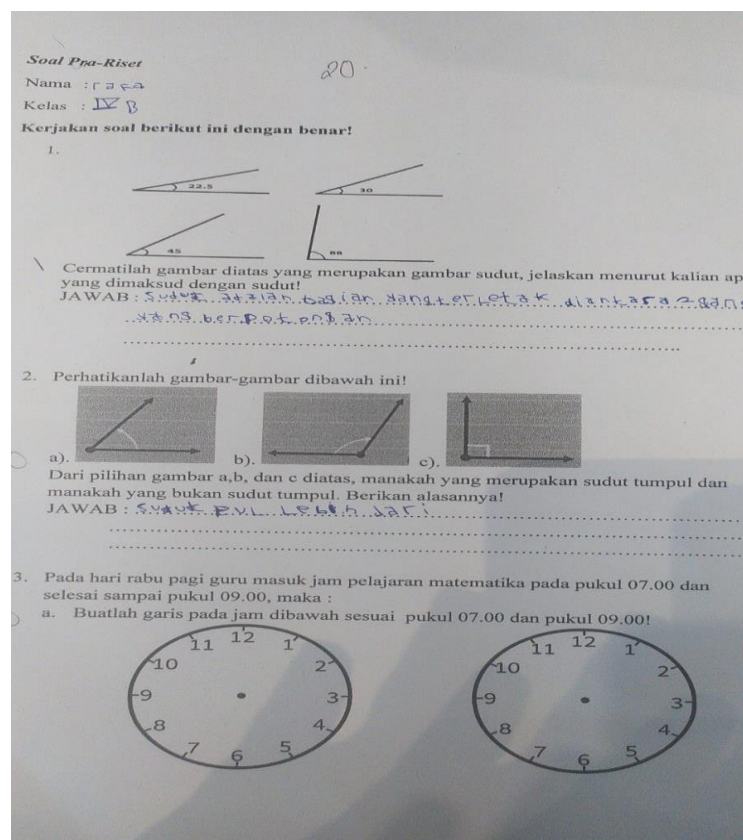 Soal Pra-Riset
20.
Nama : rafa
Kelas : IV B
Kerjakan soal berikut ini dengan benar!
1.
22.5
30
45
Cermatilah gambar diatas yang merupakan gambar sudut, jelaskan menurut kalian ap
yang dimaksud dengan sudut!
JAWAB : Sudut adalah bagian yang terletak diantara 2 gari
yang berpotongan
2. Perhatikanlah gambar-gambar dibawah ini!
a). b). c).
Dari pilihan gambar a,b, dan c diatas, manakah yang merupakan sudut tumpul dan
manakah yang bukan sudut tumpul. Berikan alasannya!
JAWAB : dari
3. Pada hari rabu pagi guru masuk jam pelajaran matematika pada pukul 07.00 dan
selesai sampai pukul 09.00, maka :
a. Buatlah garis pada jam dibawah sesuai pukul 07.00 dan pukul 09.00!
12 1 2 3 4 5 6 7 8 9 10 11
12 1 2 3 4 5 6 7 8 9 10 11